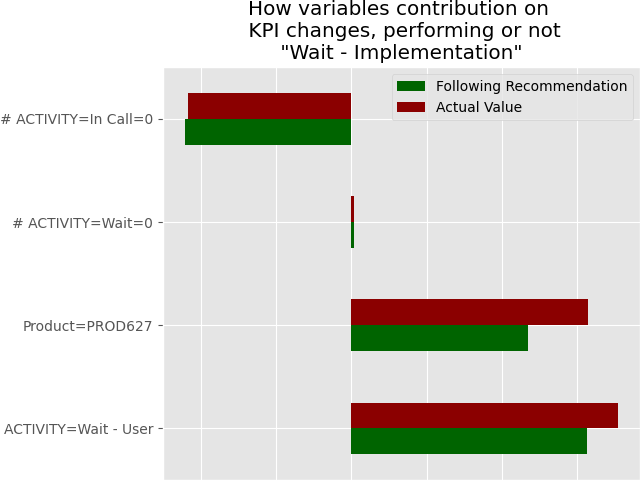 How variables contribution on
KPI changes, performing or not
"Wait - Implementation"
Following Recommendation
Actual Value
# ACTIVITY=In Call=0
# ACTIVITY=Wait=0
Product=PROD627
ACTIVITY=Wait - User